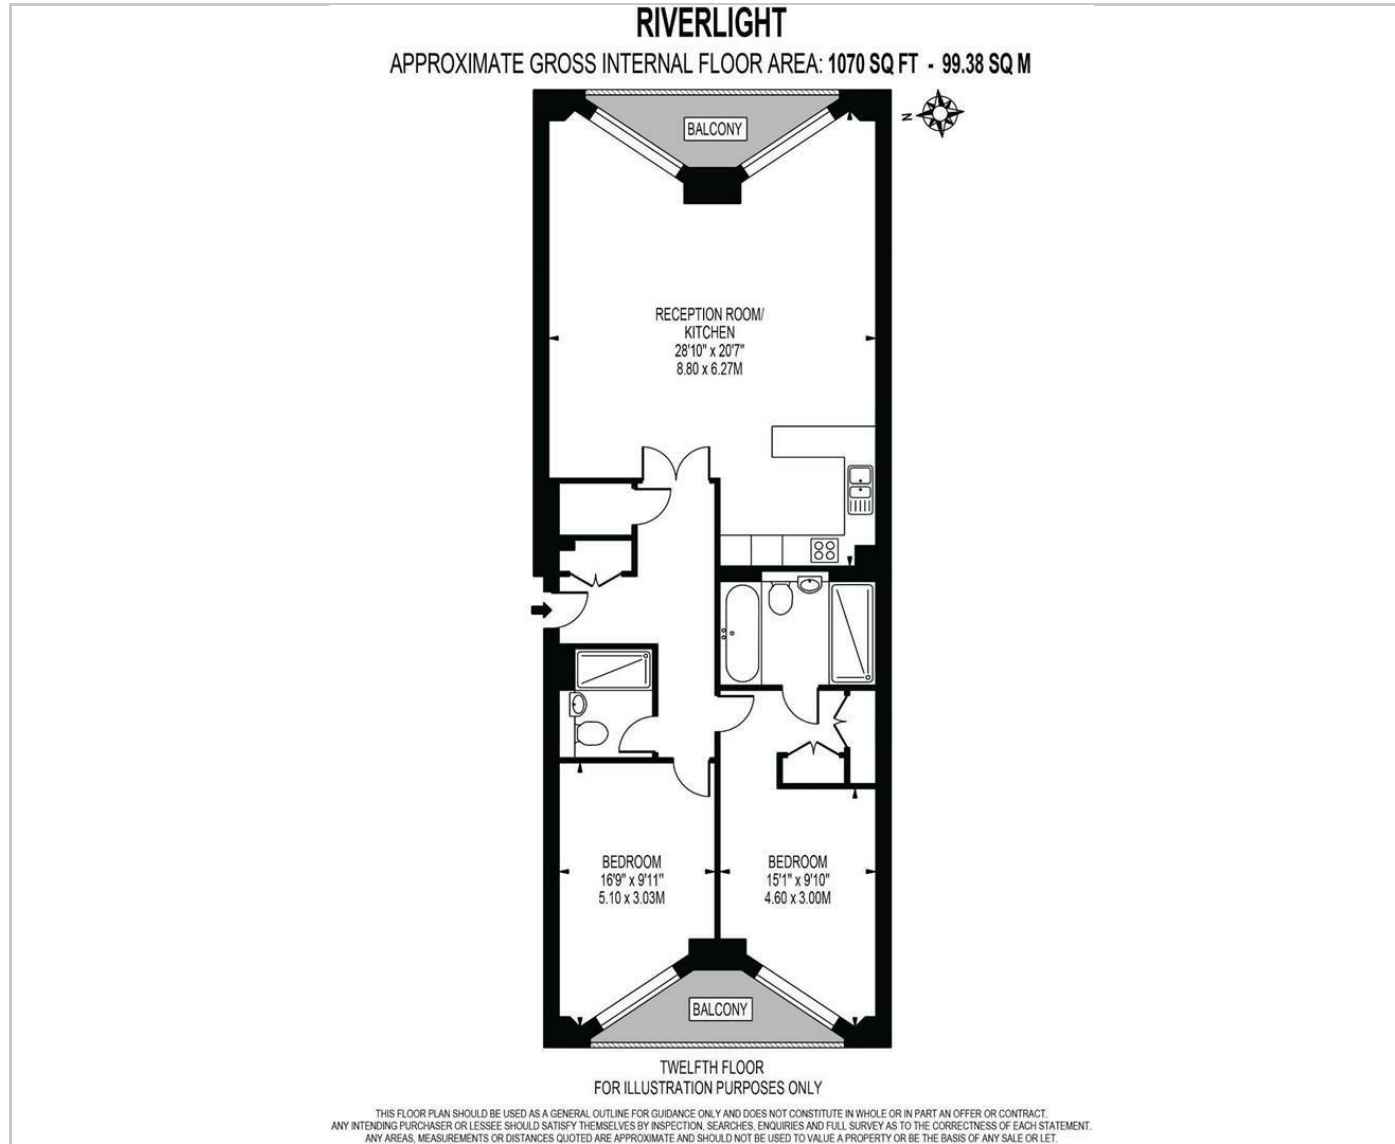 RIVERLIGHT
APPROXIMATE GROSS INTERNAL FLOOR AREA: 1070 SQ FT - 99.38 SQ M
BALCONY
N
RECEPTION ROOM/
KITCHEN
28'10" x 20'7"
8.80 x 6.27M
BEDROOM
16'9" x 9'11"
5.10 x 3.03M
BEDROOM
15'1" x 9'10"
4.60 x 3.00M
BALCONY
TWELFTH FLOOR
FOR ILLUSTRATION PURPOSES ONLY
THIS FLOOR PLAN SHOULD BE USED AS A GENERAL OUTLINE FOR GUIDANCE ONLY AND DOES NOT CONSTITUTE IN WHOLE OR IN PART AN OFFER OR CONTRACT.
ANY INTENDING PURCHASER OR LESSEE SHOULD SATISFY THEMSELVES BY INSPECTION, SEARCHES, ENQUIRIES AND FULL SURVEY AS TO THE CORRECTNESS OF EACH STATEMENT.
ANY AREAS, MEASUREMENTS OR DISTANCES QUOTED ARE APPROXIMATE AND SHOULD NOT BE USED TO VALUE A PROPERTY OR BE THE BASIS OF ANY SALE OR LET.